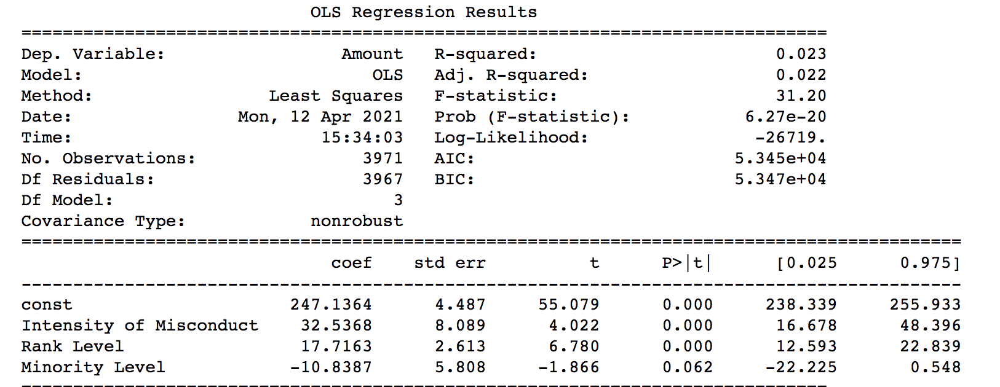 OLS Regression Results
==============================================================================
Dep. Variable: Amount R-squared: 0.023
Model: OLS Adj. R-squared: 0.022
Method: Least Squares F-statistic: 31.20
Date: Mon, 12 Apr 2021 Prob (F-statistic): 6.27e-20
Time: 15:34:03 Log-Likelihood: -26719.
No. Observations: 3971 AIC: 5.345e+04
Df Residuals: 3967 BIC: 5.347e+04
Df Model: 3
Covariance Type: nonrobust
===========================================================================================
coef std err t P>|t| [0.025 0.975]
-------------------------------------------------------------------------------------------
const 247.1364 4.487 55.079 0.000 238.339 255.933
Intensity of Misconduct 32.5368 8.089 4.022 0.000 16.678 48.396
Rank Level 17.7163 2.613 6.780 0.000 12.593 22.839
Minority Level -10.8387 5.808 -1.866 0.062 -22.225 0.548
==============================================================================